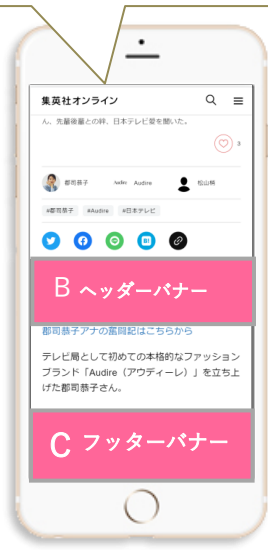 集英社オンライン
ん、先輩後輩との絆、日本テレビ愛を聞いた。
3
郡司恭子 Audire Audire 松山梢
#郡司恭子 #Audire #日本テレビ
B!
B ヘッダーバナー
郡司恭子アナの奮闘記はこちらから
テレビ局として初めての本格的なファッション
ブランド「Audire（アウディーレ）」を立ち上
げた郡司恭子さん。
C フッターバナー